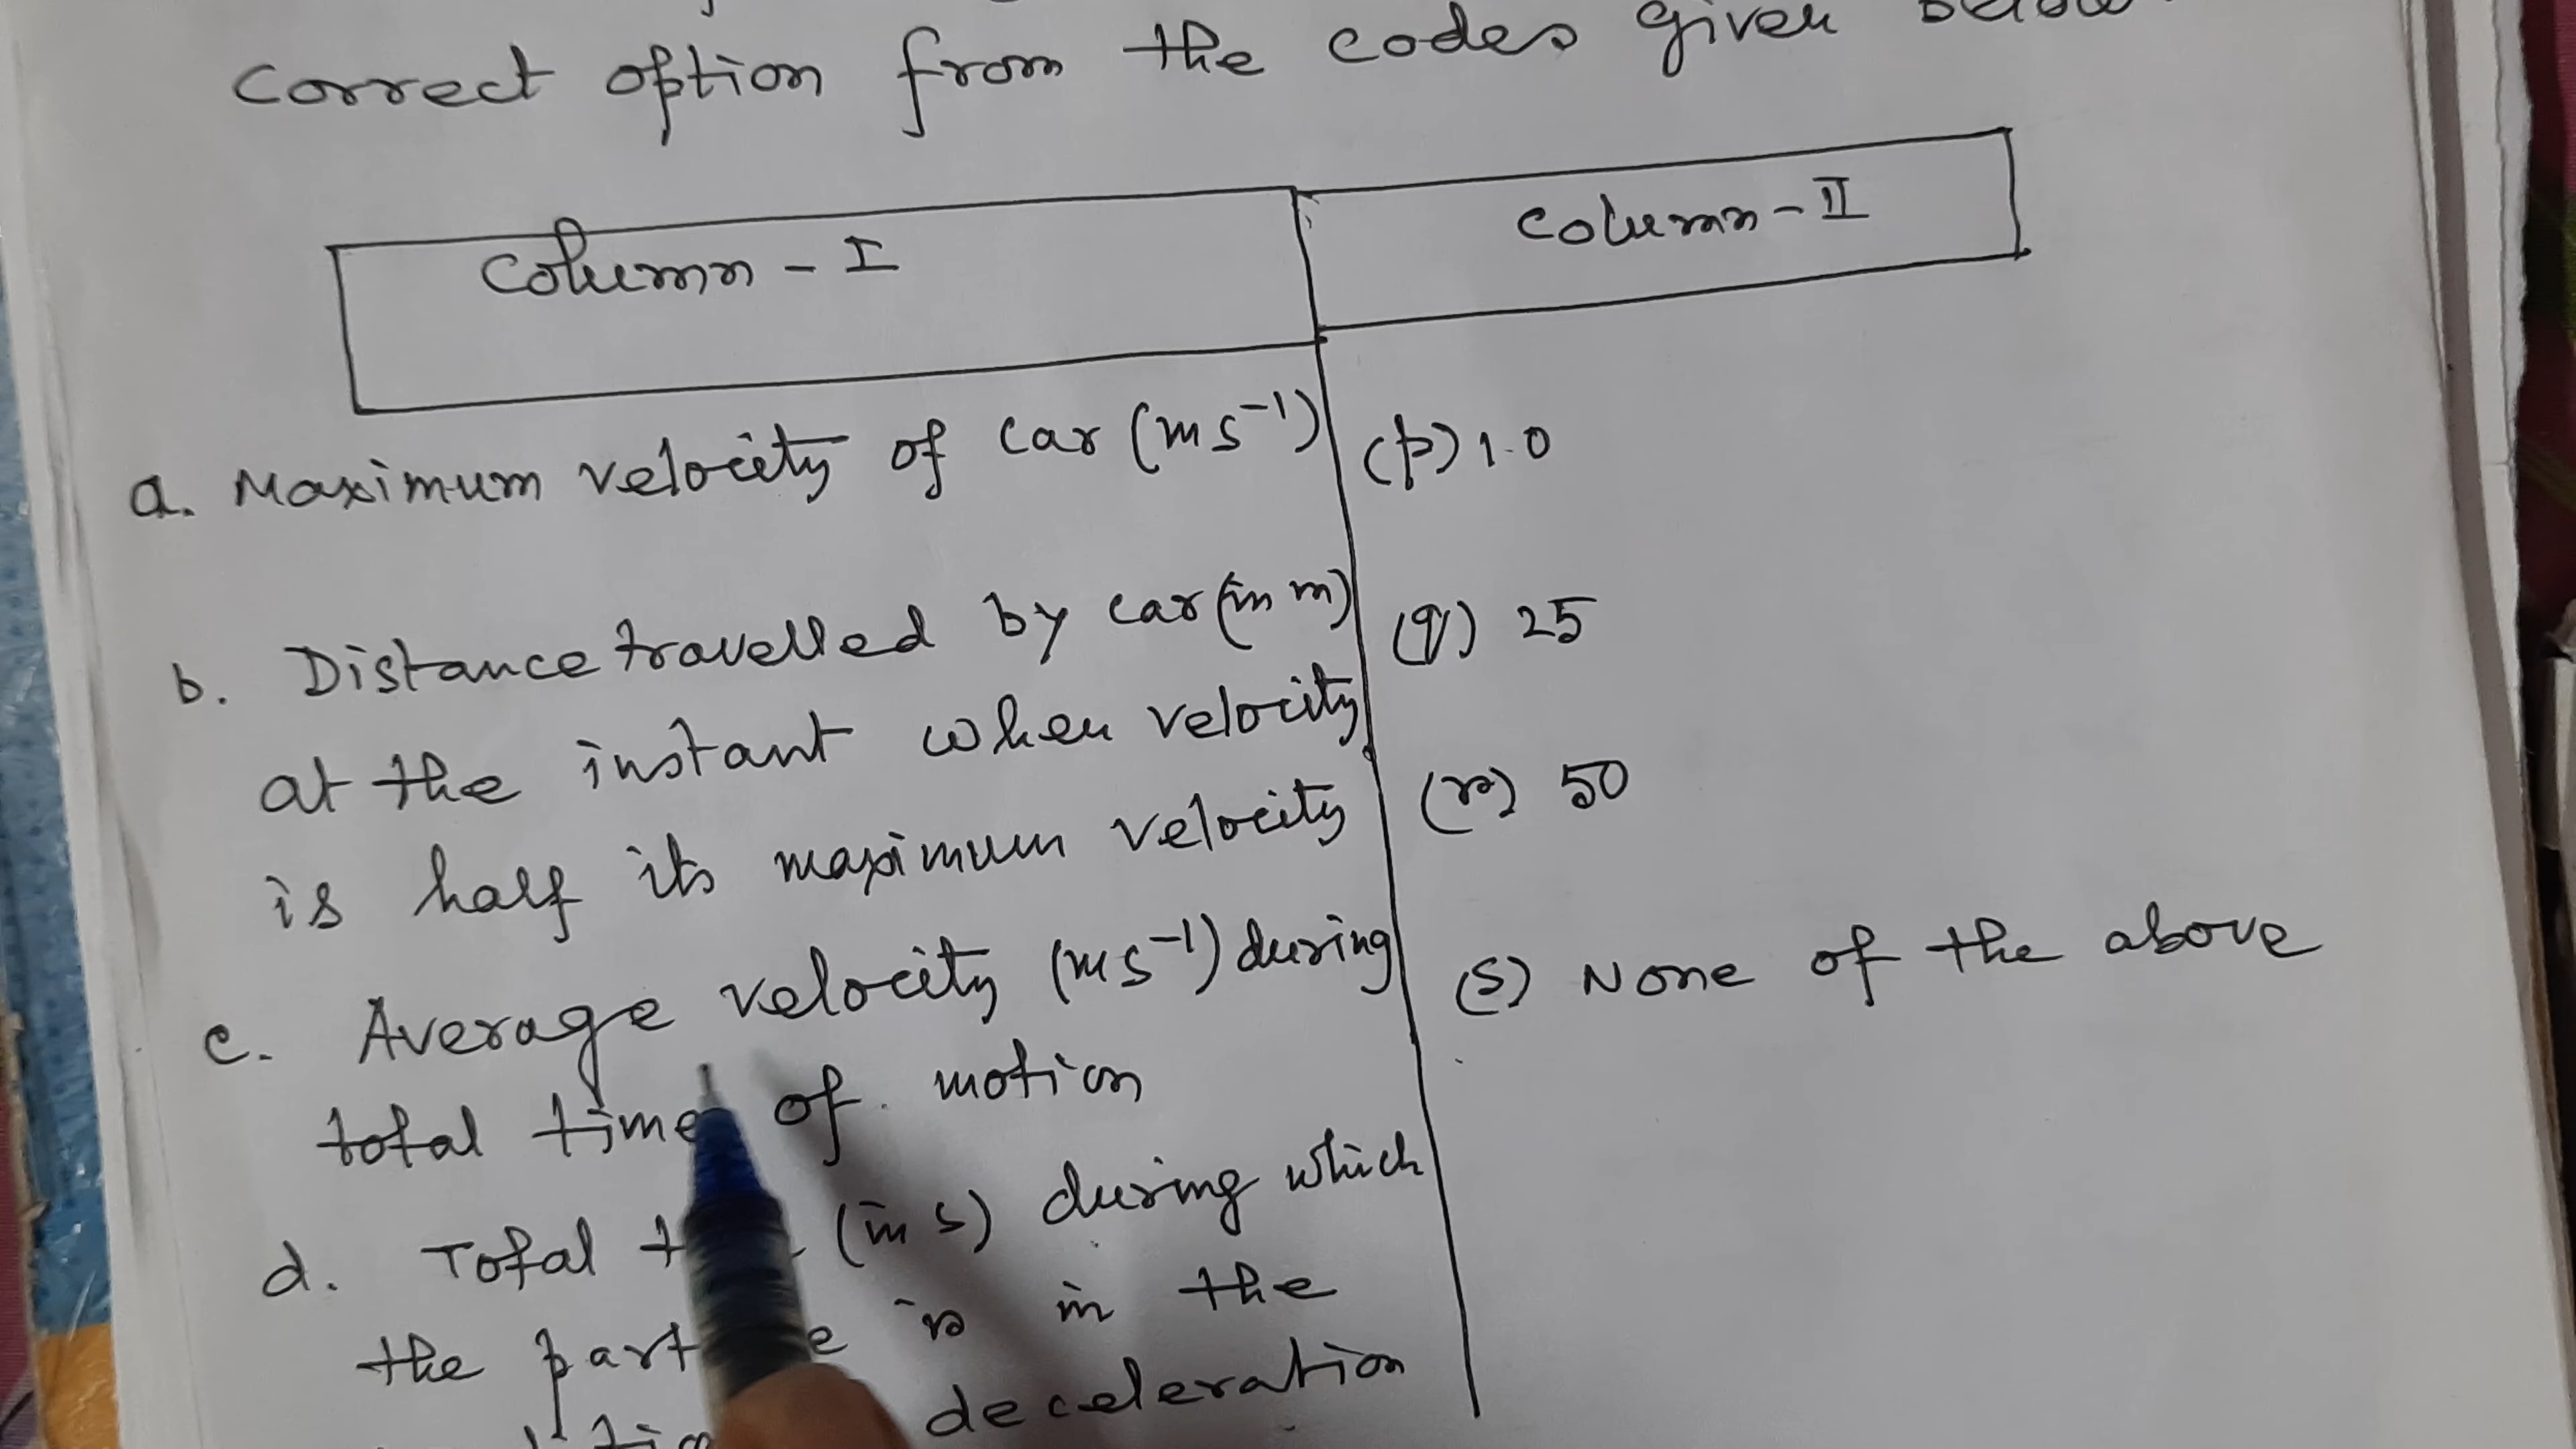 correct option from the codes given below
Column - I
Column - II
a. Maximum velocity of car (ms⁻¹)
(p) 1.0
b. Distance travelled by car (in m)
at the instant when velocity
is half its maximum velocity
(q) 25
(r) 50
c. Average velocity (ms⁻¹) during
total time of motion
(s) None of the above
d. Total (in s) during which
the is in the
deceleration